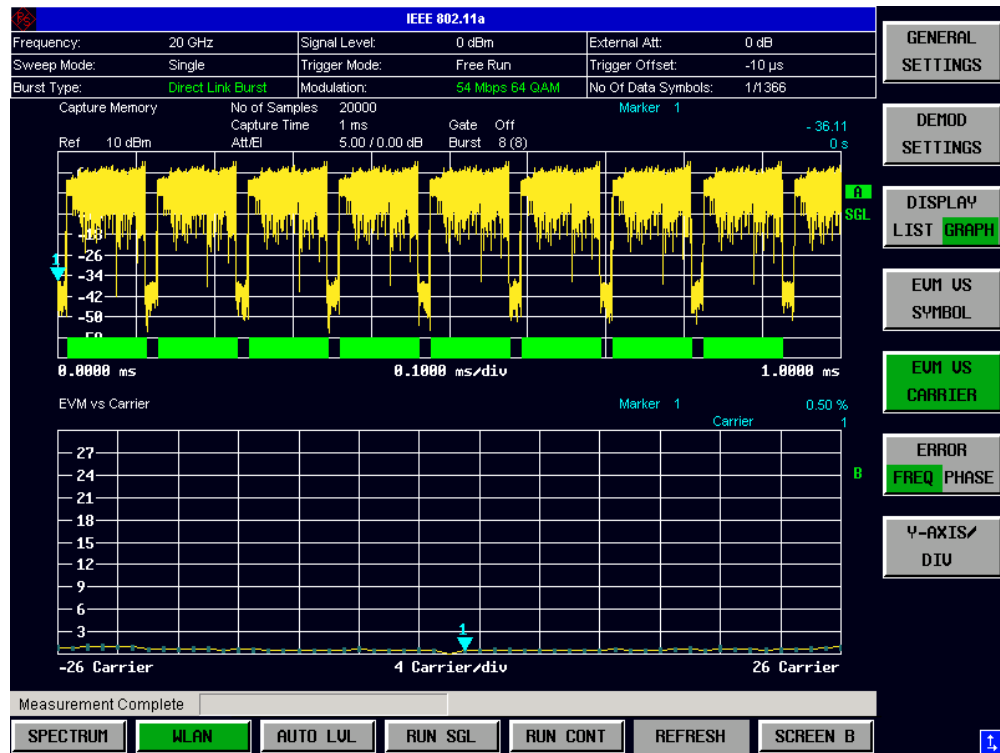 IEEE 802.11a
Frequency: 20 GHz Signal Level: 0 dBm External Att: 0 dB
Sweep Mode: Single Trigger Mode: Free Run Trigger Offset: -10 µs
Burst Type: Direct Link Burst Modulation: 54 Mbps 64 QAM No Of Data Symbols: 1/1366
Capture Memory No of Samples 20000 Marker 1
Capture Time 1 ms Gate Off - 36.11
Ref 10 dBm Att/El 5.00 / 0.00 dB Burst 8 (8) 0 s
A
SGL
1
-26
-34
-42
-50
0.0000 ms 0.1000 ms/div 1.0000 ms
EVM vs Carrier Marker 1 0.50 %
Carrier 1
27
24
B
21
18
15
12
9
6
3
1
-26 Carrier 4 Carrier/div 26 Carrier
Measurement Complete
SPECTRUM WLAN AUTO LVL RUN SGL RUN CONT REFRESH SCREEN B
GENERAL
SETTINGS
DEMOD
SETTINGS
DISPLAY
LIST GRAPH
EVM VS
SYMBOL
EVM VS
CARRIER
ERROR
FREQ PHASE
Y-AXIS/
DIV